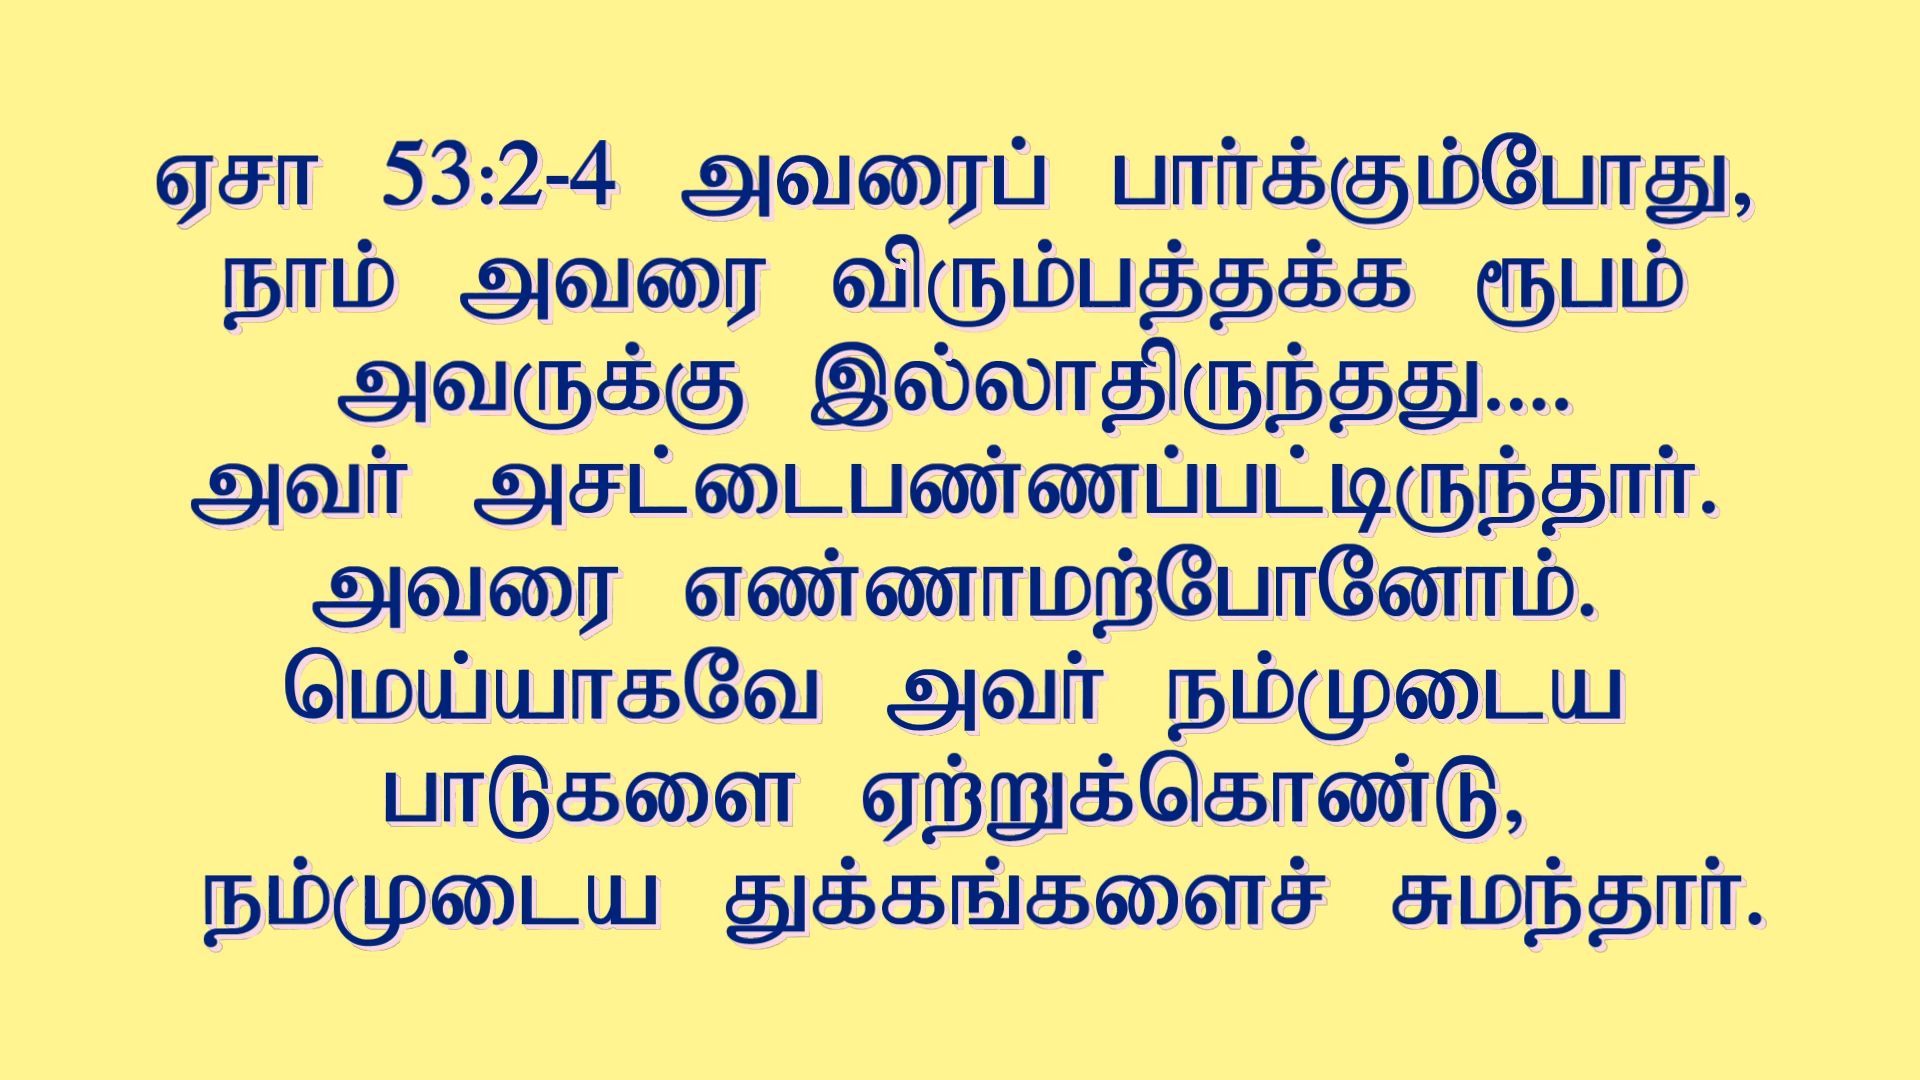 ஏசா 53:2-4 அவரைப் பார்க்கும்போது,
நாம் அவரை விரும்பத்தக்க ரூபம்
அவருக்கு இல்லாதிருந்தது....
அவர் அசட்டைபண்ணப்பட்டிருந்தார்.
அவரை எண்ணாமற்போனோம்.
மெய்யாகவே அவர் நம்முடைய
பாடுகளை ஏற்றுக்கொண்டு,
நம்முடைய துக்கங்களைச் சுமந்தார்.